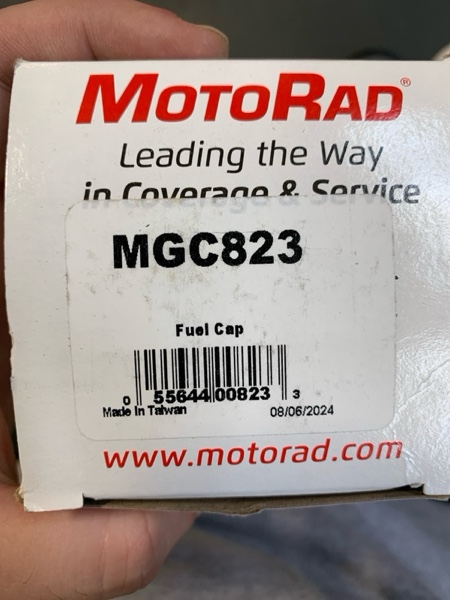 MOTORAD®
Leading the Way
in Coverage & Service
MGC823
Fuel Cap
0 55644 00823 3
Made In Taiwan 08/06/2024
www.motorad.com